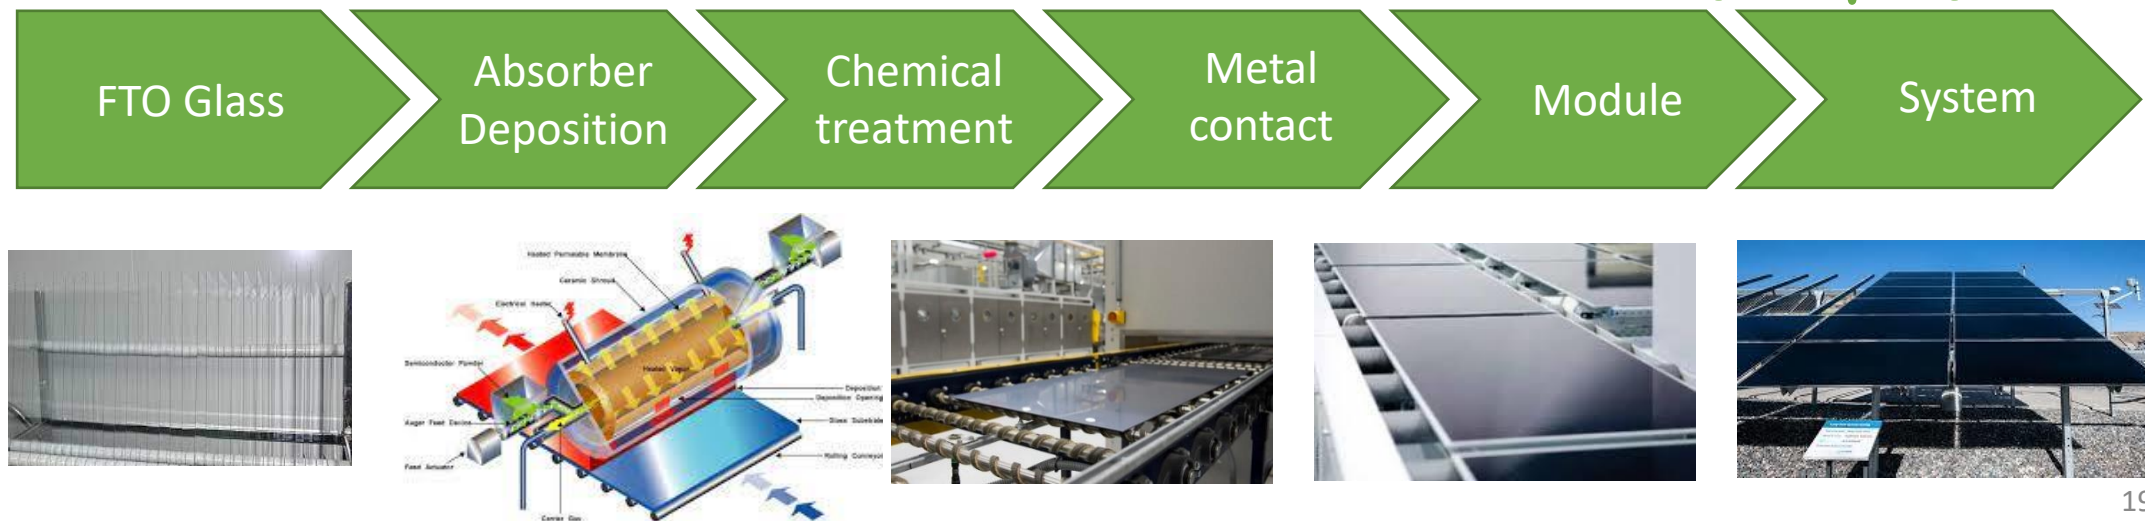 FTO Glass
Absorber
Deposition
Chemical
treatment
Metal
contact
Module
System
Heated Permeable Membrane
Ceramic Shroud
Electrical Heater
Semiconductor Powder
Heated Vapor
Deposition
Deposition Opening
Glass Substrate
Auger Feed Device
Rolling Conveyor
Feed Actuator
Carrier Gas
19